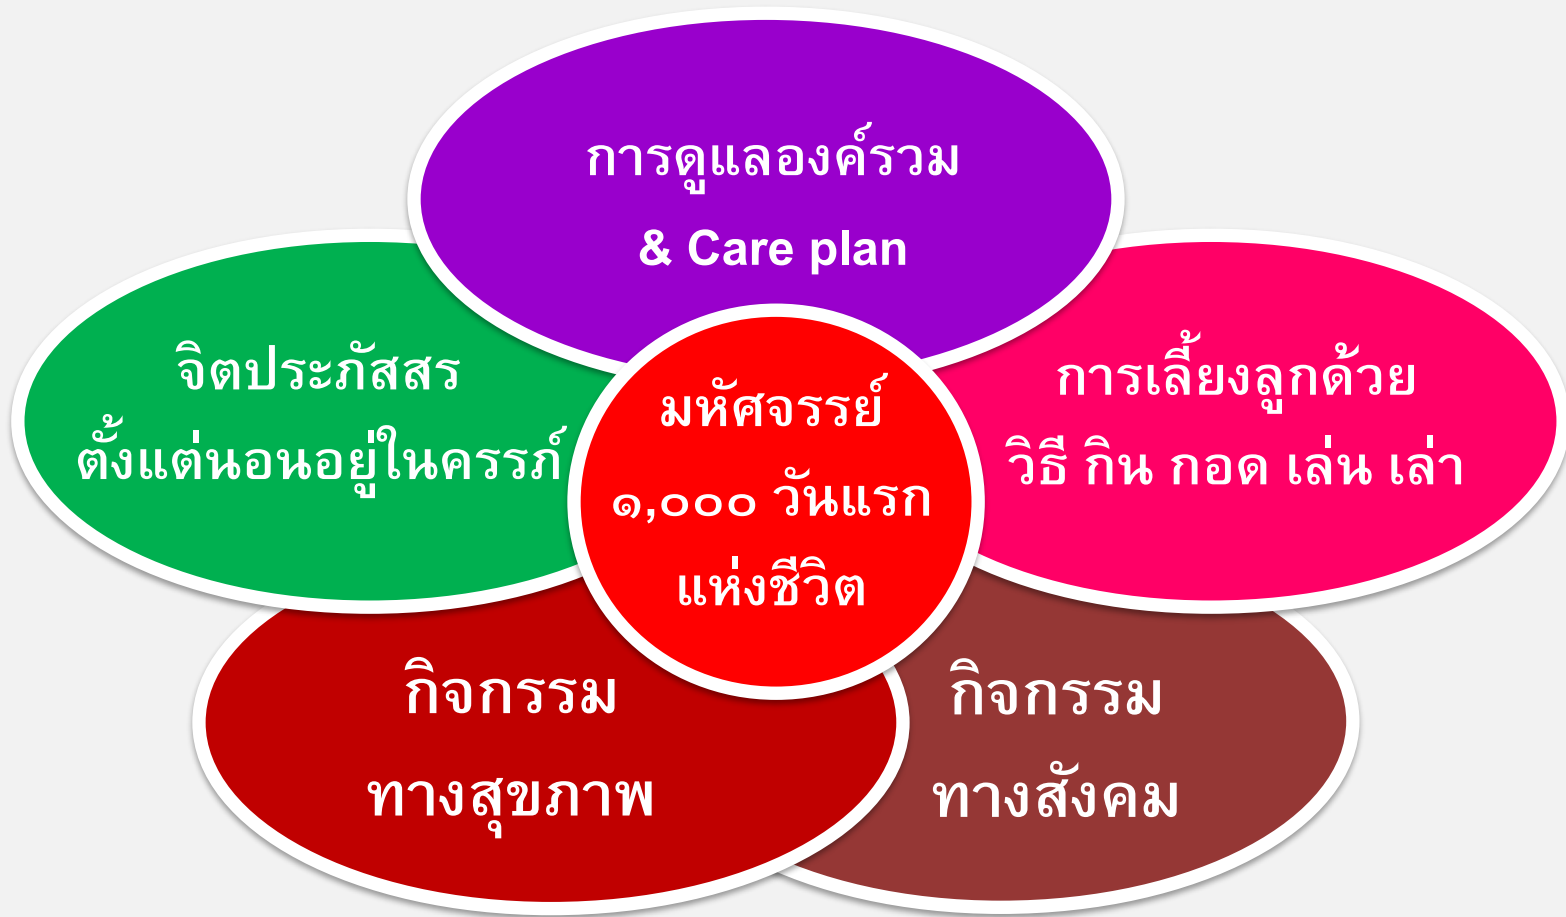 การดูแลองค์รวม
& Care plan
จิตประภัสสร
ตั้งแต่นอนอยู่ในครรภ์
มหัศจรรย์
๑,๐๐๐ วันแรก
แห่งชีวิต
การเลี้ยงลูกด้วย
วิธี กิน กอด เล่น เล่า
กิจกรรม
ทางสุขภาพ
กิจกรรม
ทางสังคม